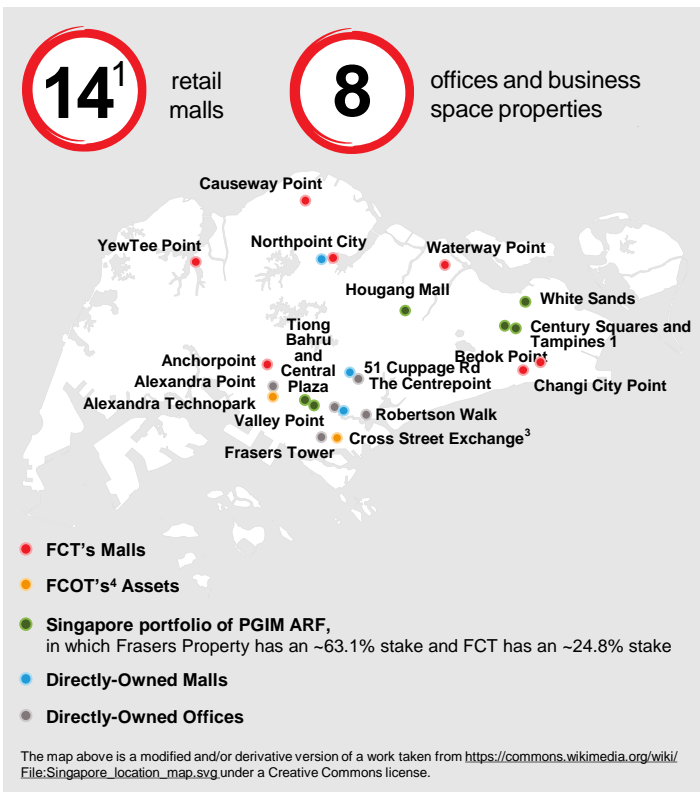 14¹ retail
malls
8 offices and business
space properties
Causeway Point
YewTee Point
Northpoint City
Waterway Point
Hougang Mall
White Sands
Tiong
Bahru
and
Central
Plaza
Century Squares and
Tampines 1
Bedok Point
Anchorpoint
51 Cuppage Rd
Alexandra Point
The Centrepoint
Changi City Point
Alexandra Technopark
Valley Point
Robertson Walk
Cross Street Exchange³
Frasers Tower
FCT's Malls
FCOT's⁴ Assets
Singapore portfolio of PGIM ARF,
in which Frasers Property has an ~63.1% stake and FCT has an ~24.8% stake
Directly-Owned Malls
Directly-Owned Offices
The map above is a modified and/or derivative version of a work taken from https://commons.wikimedia.org/wiki/
File:Singapore_location_map.svg under a Creative Commons license.